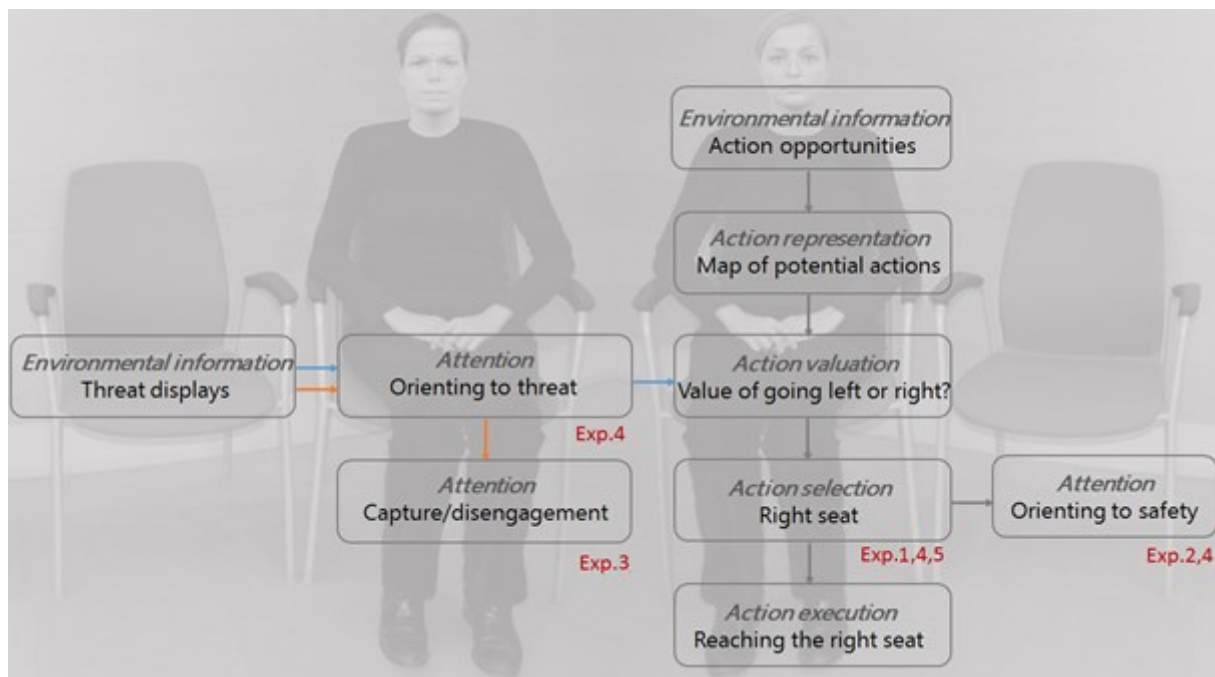 Environmental information
Action opportunities
Action representation
Map of potential actions
Environmental information
Threat displays
Attention
Orienting to threat
Exp.4
Action valuation
Value of going left or right?
Attention
Capture/disengagement
Exp.3
Action selection
Right seat
Exp.1,4,5
Attention
Orienting to safety
Exp.2,4
Action execution
Reaching the right seat